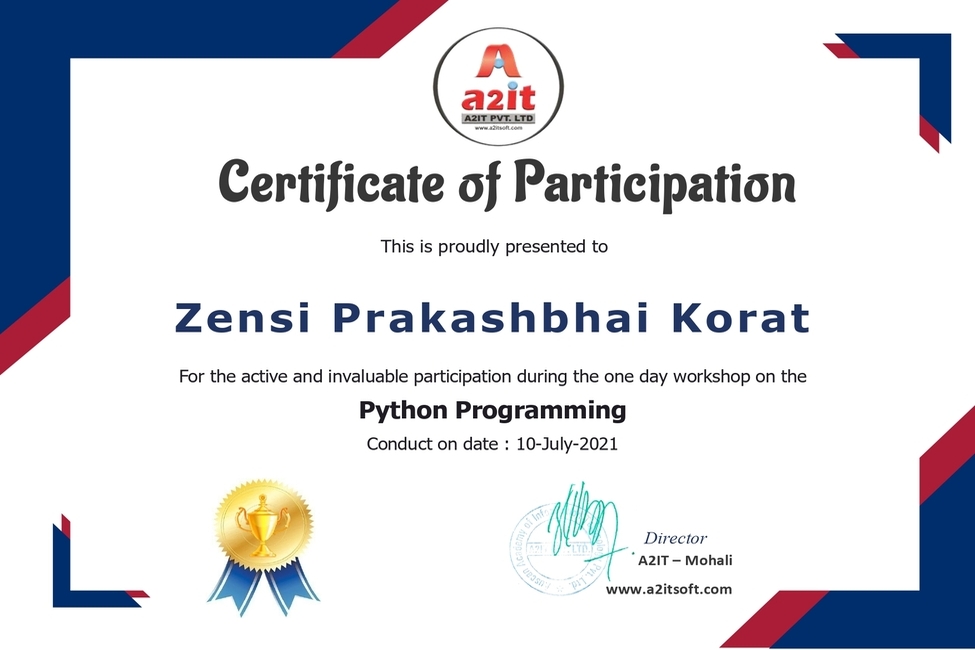 a2it
A2IT PVT. LTD
www.a2itsoft.com
Certificate of Participation
This is proudly presented to
Zensi Prakashbhai Korat
For the active and invaluable participation during the one day workshop on the
Python Programming
Conduct on date : 10-July-2021
Director
A2IT – Mohali
www.a2itsoft.com